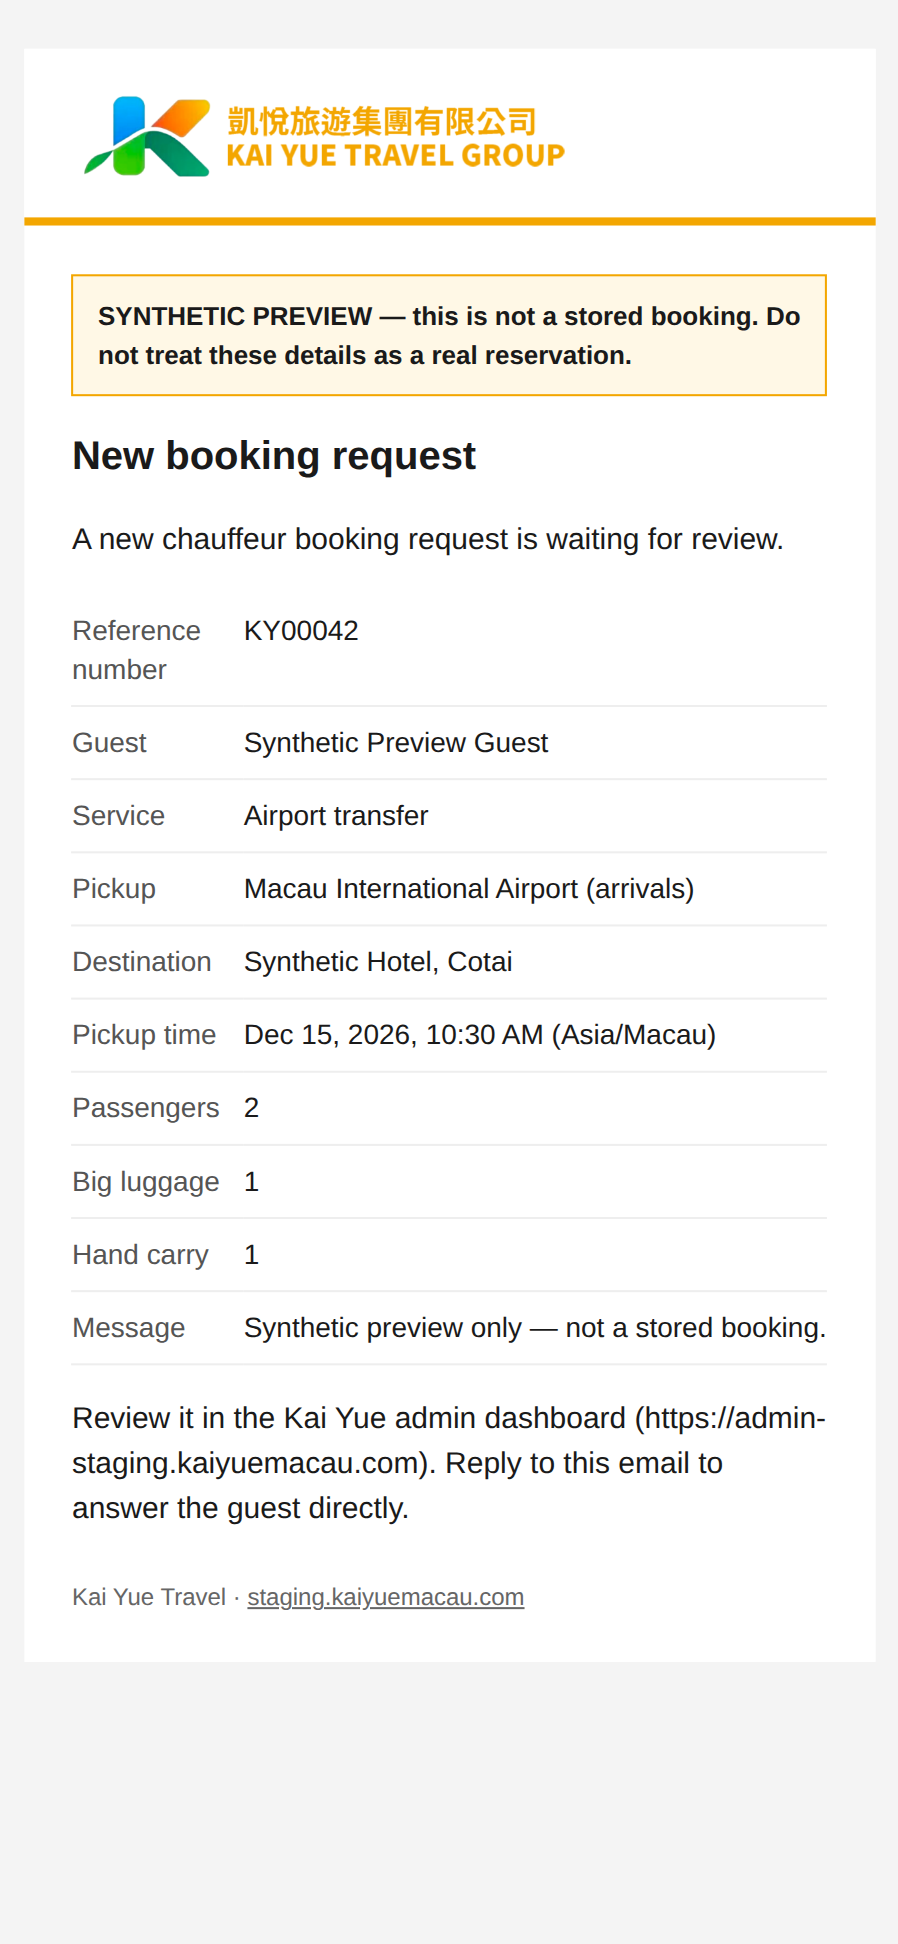 凱悅旅遊集團有限公司
KAI YUE TRAVEL GROUP
SYNTHETIC PREVIEW — this is not a stored booking. Do
not treat these details as a real reservation.
New booking request
A new chauffeur booking request is waiting for review.
Reference number KY00042
Guest Synthetic Preview Guest
Service Airport transfer
Pickup Macau International Airport (arrivals)
Destination Synthetic Hotel, Cotai
Pickup time Dec 15, 2026, 10:30 AM (Asia/Macau)
Passengers 2
Big luggage 1
Hand carry 1
Message Synthetic preview only — not a stored booking.
Review it in the Kai Yue admin dashboard (https://admin-
staging.kaiyuemacau.com). Reply to this email to
answer the guest directly.
Kai Yue Travel · staging.kaiyuemacau.com